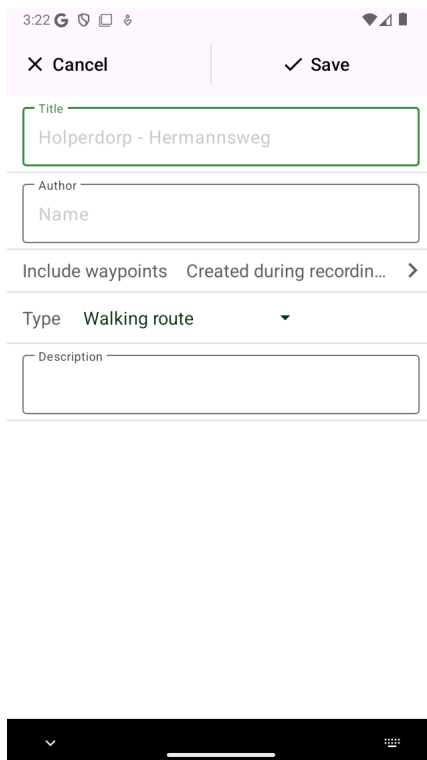 3:22
Cancel
Save
Title
Holperdorp - Hermannsweg
Author
Name
Include waypoints Created during recordin...
Type Walking route
Description